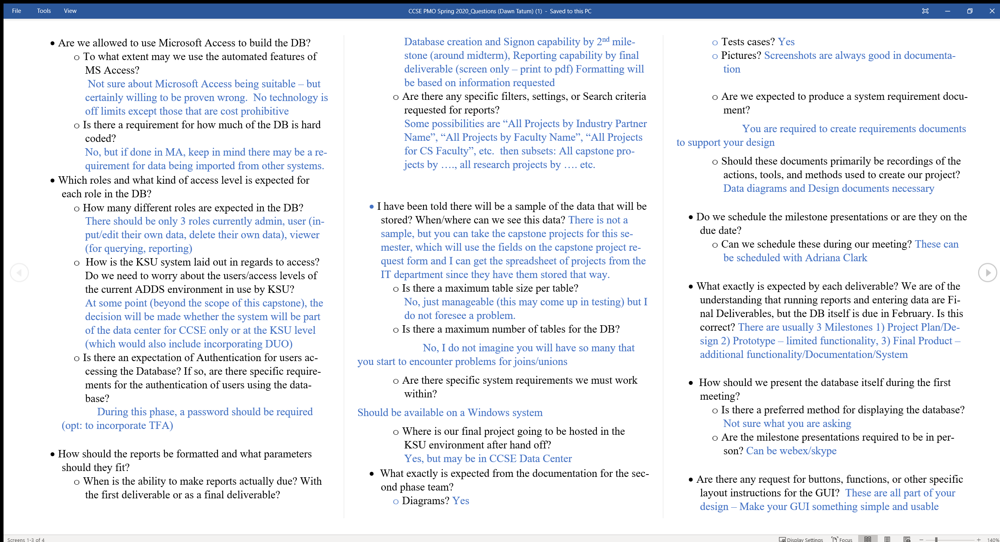 File Tools View CCSE PMO Spring 2020_Questions (Dawn Tatum) (1) - Saved to this PC
• Are we allowed to use Microsoft Access to build the DB?
o To what extent may we use the automated features of
MS Access?
Not sure about Microsoft Access being suitable – but
certainly willing to be proven wrong. No technology is
off limits except those that are cost prohibitive
o Is there a requirement for how much of the DB is hard
coded?
No, but if done in MA, keep in mind there may be a re-
quirement for data being imported from other systems.
• Which roles and what kind of access level is expected for
each role in the DB?
o How many different roles are expected in the DB?
There should be only 3 roles currently admin, user (in-
put/edit their own data, delete their own data), viewer
(for querying, reporting)
o How is the KSU system laid out in regards to access?
Do we need to worry about the users/access levels of
the current ADDS environment in use by KSU?
At some point (beyond the scope of this capstone), the
decision will be made whether the system will be part
of the data center for CCSE only or at the KSU level
(which would also include incorporating DUO)
o Is there an expectation of Authentication for users ac-
cessing the Database? If so, are there specific require-
ments for the authentication of users using the data-
base?
During this phase, a password should be required
(opt: to incorporate TFA)
• How should the reports be formatted and what parameters
should they fit?
o When is the ability to make reports actually due? With
the first deliverable or as a final deliverable?
Database creation and Signon capability by 2nd mile-
stone (around midterm), Reporting capability by final
deliverable (screen only – print to pdf) Formatting will
be based on information requested
o Are there any specific filters, settings, or Search criteria
requested for reports?
Some possibilities are “All Projects by Industry Partner
Name”, “All Projects by Faculty Name”, “All Projects
for CS Faculty”, etc. then subsets: All capstone pro-
jects by …., all research projects by …. etc.
• I have been told there will be a sample of the data that will be
stored? When/where can we see this data? There is not a
sample, but you can take the capstone projects for this se-
mester, which will use the fields on the capstone project re-
quest form and I can get the spreadsheet of projects from the
IT department since they have them stored that way.
o Is there a maximum table size per table?
No, just manageable (this may come up in testing) but I
do not foresee a problem.
o Is there a maximum number of tables for the DB?
No, I do not imagine you will have so many that
you start to encounter problems for joins/unions
o Are there specific system requirements we must work
within?
Should be available on a Windows system
o Where is our final project going to be hosted in the
KSU environment after hand off?
Yes, but may be in CCSE Data Center
• What exactly is expected from the documentation for the sec-
ond phase team?
o Diagrams? Yes
o Tests cases? Yes
o Pictures? Screenshots are always good in documenta-
tion
o Are we expected to produce a system requirement docu-
ment?
You are required to create requirements documents
to support your design
o Should these documents primarily be recordings of the
actions, tools, and methods used to create our project?
Data diagrams and Design documents necessary
• Do we schedule the milestone presentations or are they on the
due date?
o Can we schedule these during our meeting? These can
be scheduled with Adriana Clark
• What exactly is expected by each deliverable? We are of the
understanding that running reports and entering data are Fi-
nal Deliverables, but the DB itself is due in February. Is this
correct? There are usually 3 Milestones 1) Project Plan/De-
sign 2) Prototype – limited functionality, 3) Final Product –
additional functionality/Documentation/System
• How should we present the database itself during the first
meeting?
o Is there a preferred method for displaying the database?
Not sure what you are asking
o Are the milestone presentations required to be in per-
son? Can be webex/skype
• Are there any request for buttons, functions, or other specific
layout instructions for the GUI? These are all part of your
design – Make your GUI something simple and usable
Screens 1-3 of 4 Display Settings Focus 140%